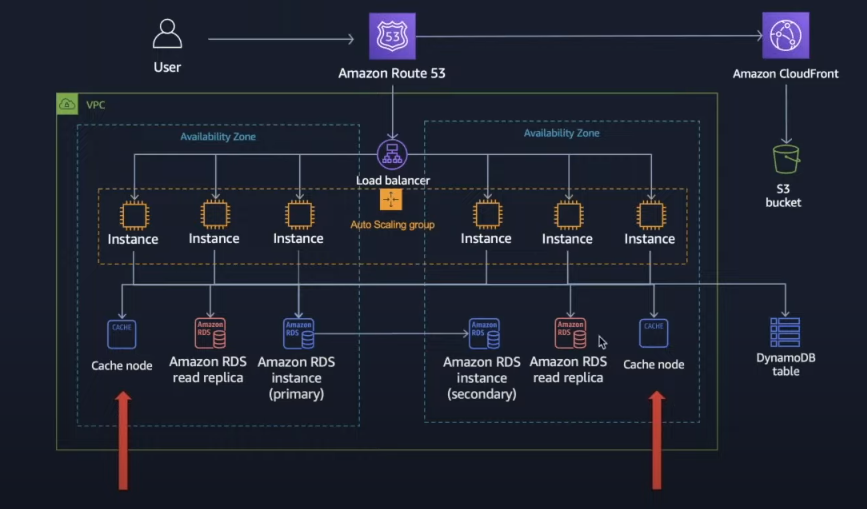 53
User
Amazon Route 53
Amazon CloudFront
VPC
Availability Zone
Availability Zone
Load balancer
S3
bucket
Auto Scaling group
Instance
Instance
Instance
Instance
Instance
Instance
CACHE
Amazon
RDS
Amazon
RDS
Amazon
RDS
Amazon
RDS
CACHE
Cache node
Amazon RDS
read replica
Amazon RDS
instance
(primary)
Amazon RDS
instance
(secondary)
Amazon RDS
read replica
Cache node
DynamoDB
table